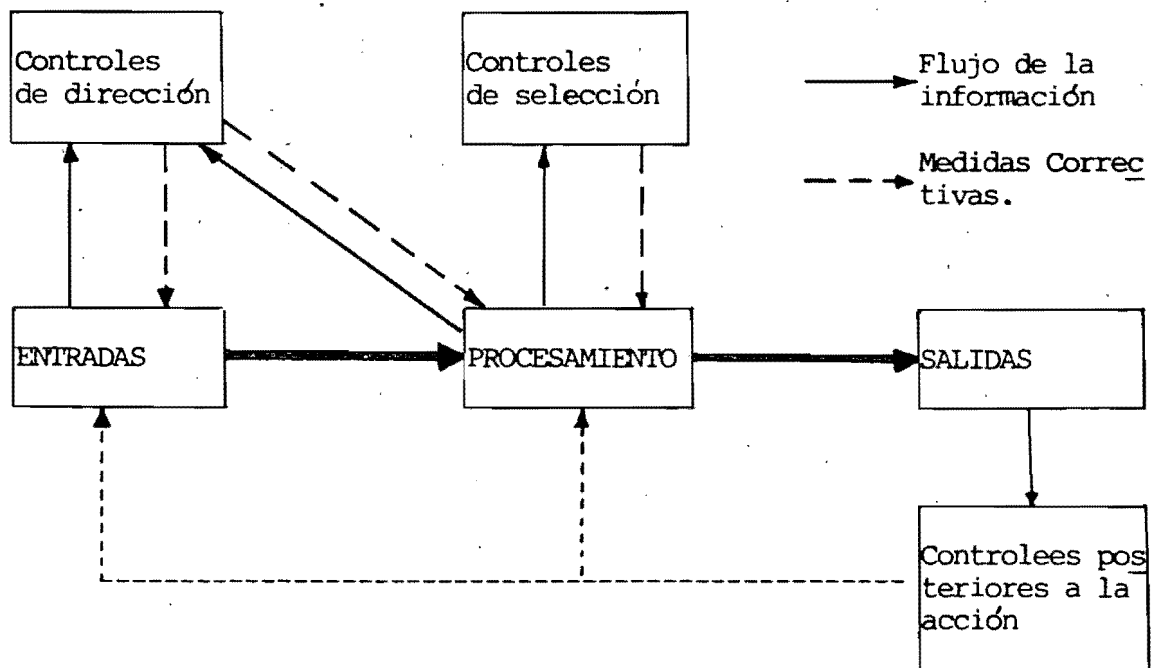 Controles
de dirección
Controles
de selección
Flujo de la
información
Medidas Correc
tivas.
ENTRADAS
PROCESAMIENTO
SALIDAS
Controlees pos
teriores a la
acción